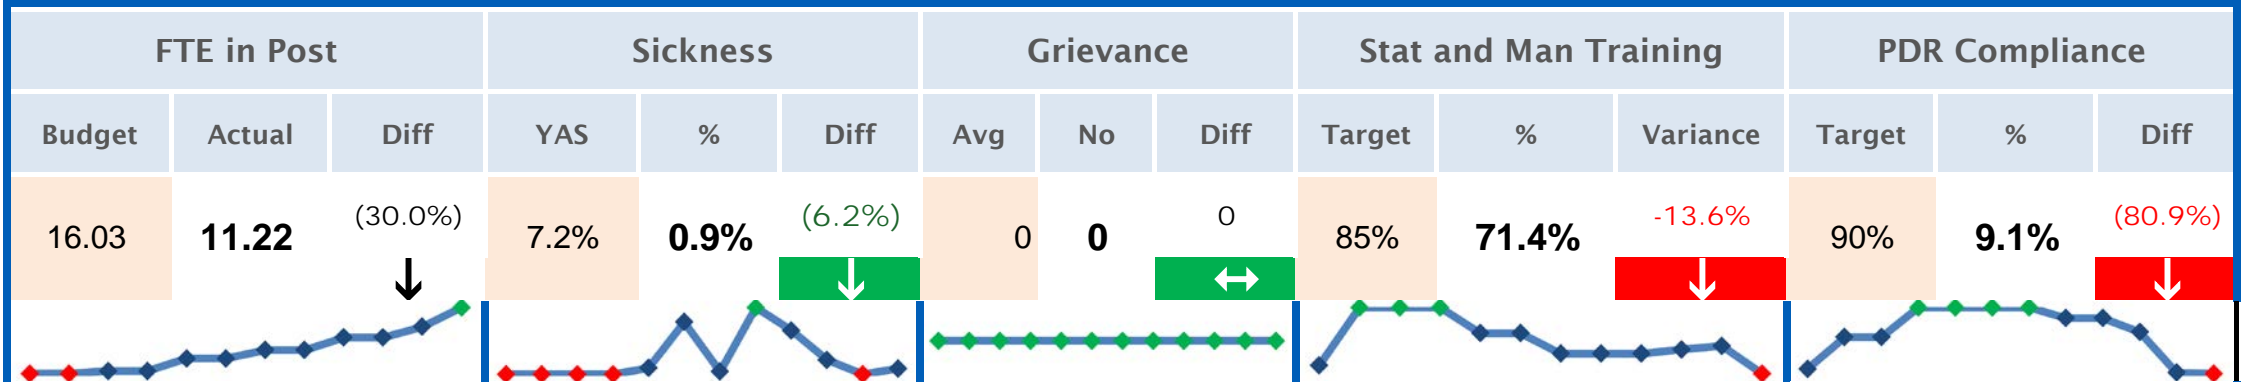 FTE in Post Sickness Grievance Stat and Man Training PDR Compliance
Budget Actual Diff YAS % Diff Avg No Diff Target % Variance Target % Diff
16.03 11.22 (30.0%) 7.2% 0.9% (6.2%) 0 0 0 85% 71.4% -13.6% 90% 9.1% (80.9%)